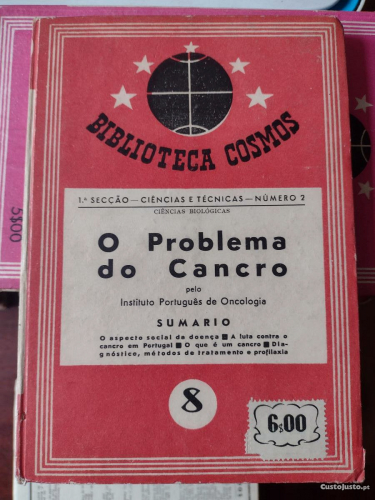 BIBLIOTECA COSMOS
1.ª SECÇÃO — CIÊNCIAS E TÉCNICAS — NÚMERO 2
CIÊNCIAS BIOLÓGICAS
O Problema
do Cancro
pelo
Instituto Português de Oncologia
SUMARIO
O aspecto social da doença ■ A luta contra o
cancro em Portugal ■ O que é um cancro ■ Dia-
gnóstico, métodos de tratamento e profilaxia
8
6$00
5$00
Custojusto.pt